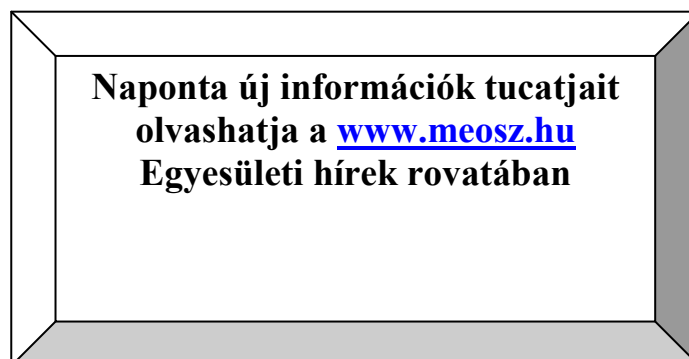 Naponta új információk tucatjait
olvashatja a www.meosz.hu
Egyesületi hírek rovatában